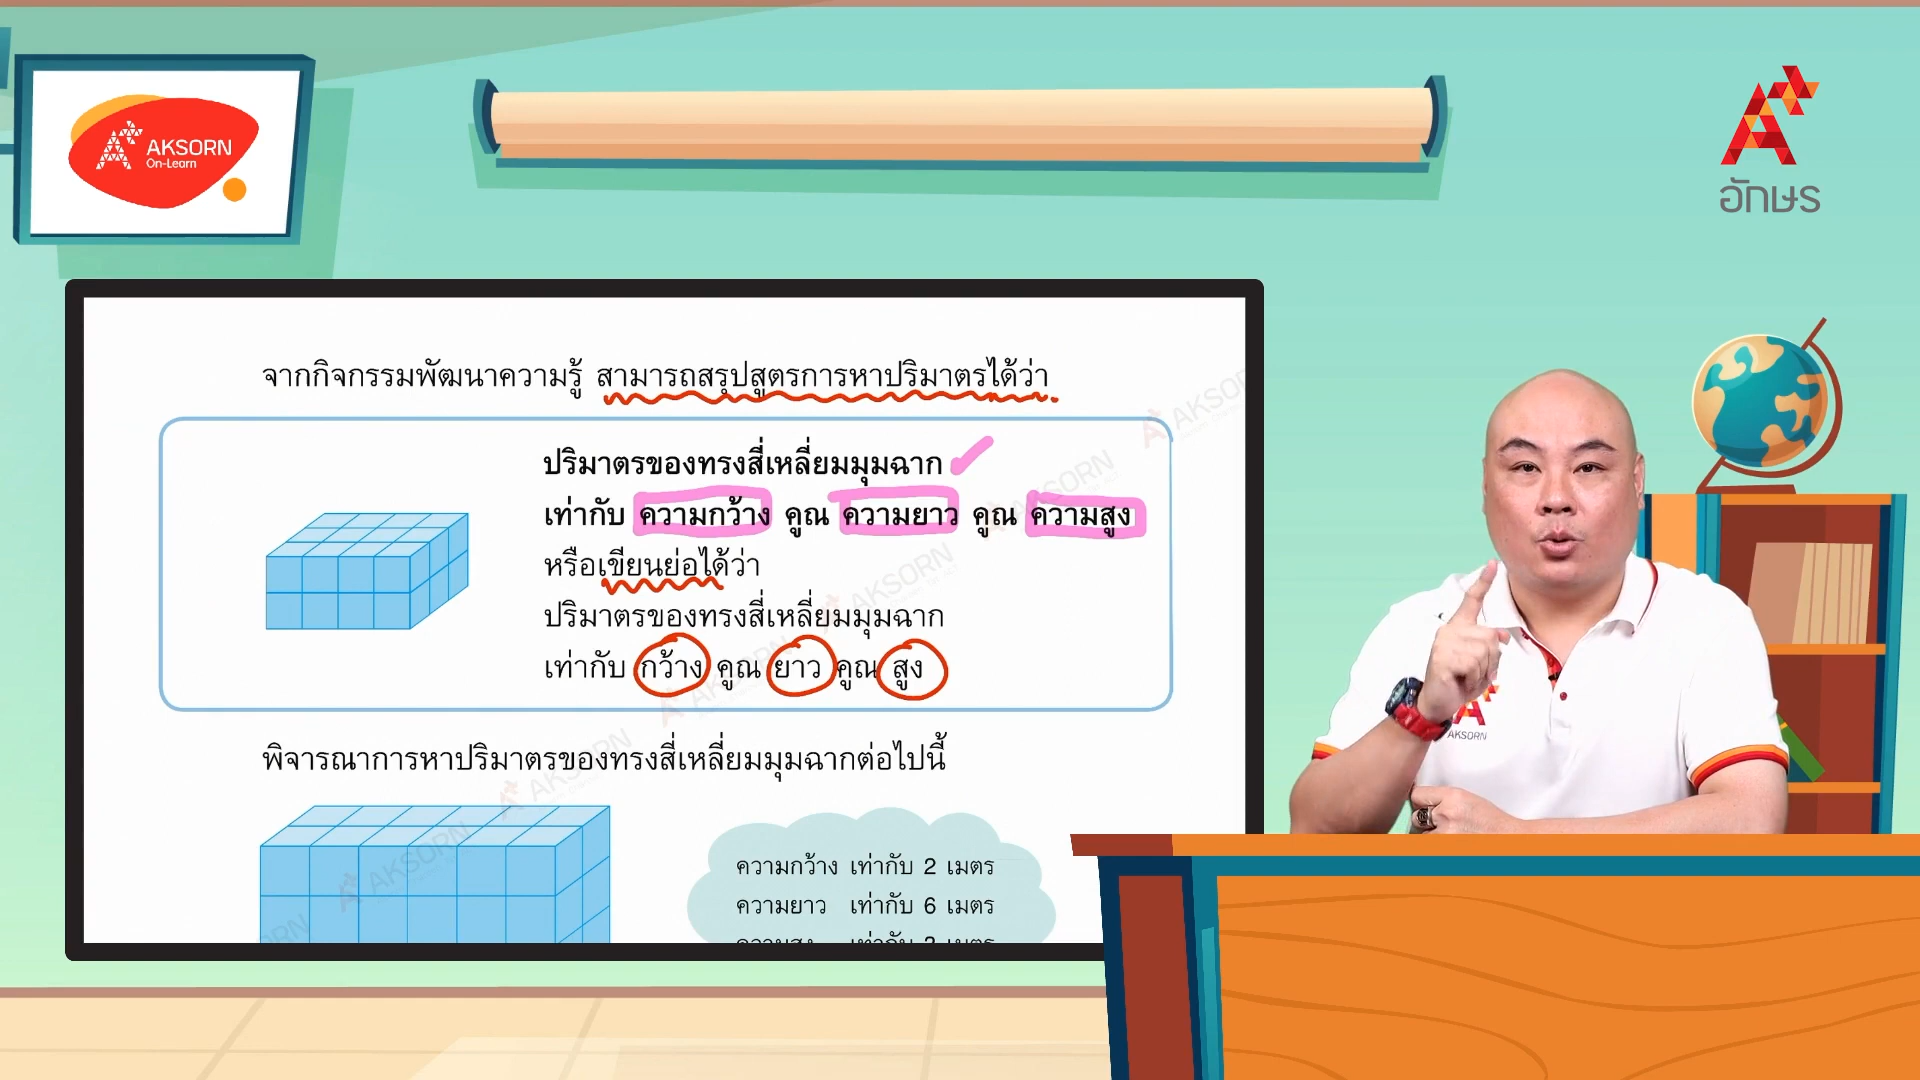 AKSORN
On-Learn
อักษร
จากกิจกรรมพัฒนาความรู้ สามารถสรุปสูตรการหาปริมาตรได้ว่า
ปริมาตรของทรงสี่เหลี่ยมมุมฉาก
เท่ากับ ความกว้าง คูณ ความยาว คูณ ความสูง
หรือเขียนย่อได้ว่า
ปริมาตรของทรงสี่เหลี่ยมมุมฉาก
เท่ากับ กว้าง คูณ ยาว คูณ สูง
พิจารณาการหาปริมาตรของทรงสี่เหลี่ยมมุมฉากต่อไปนี้
ความกว้าง เท่ากับ 2 เมตร
ความยาว เท่ากับ 6 เมตร
AKSORN
AKSORN
AKSORN
AKSORN
AKSORN
AKSORN